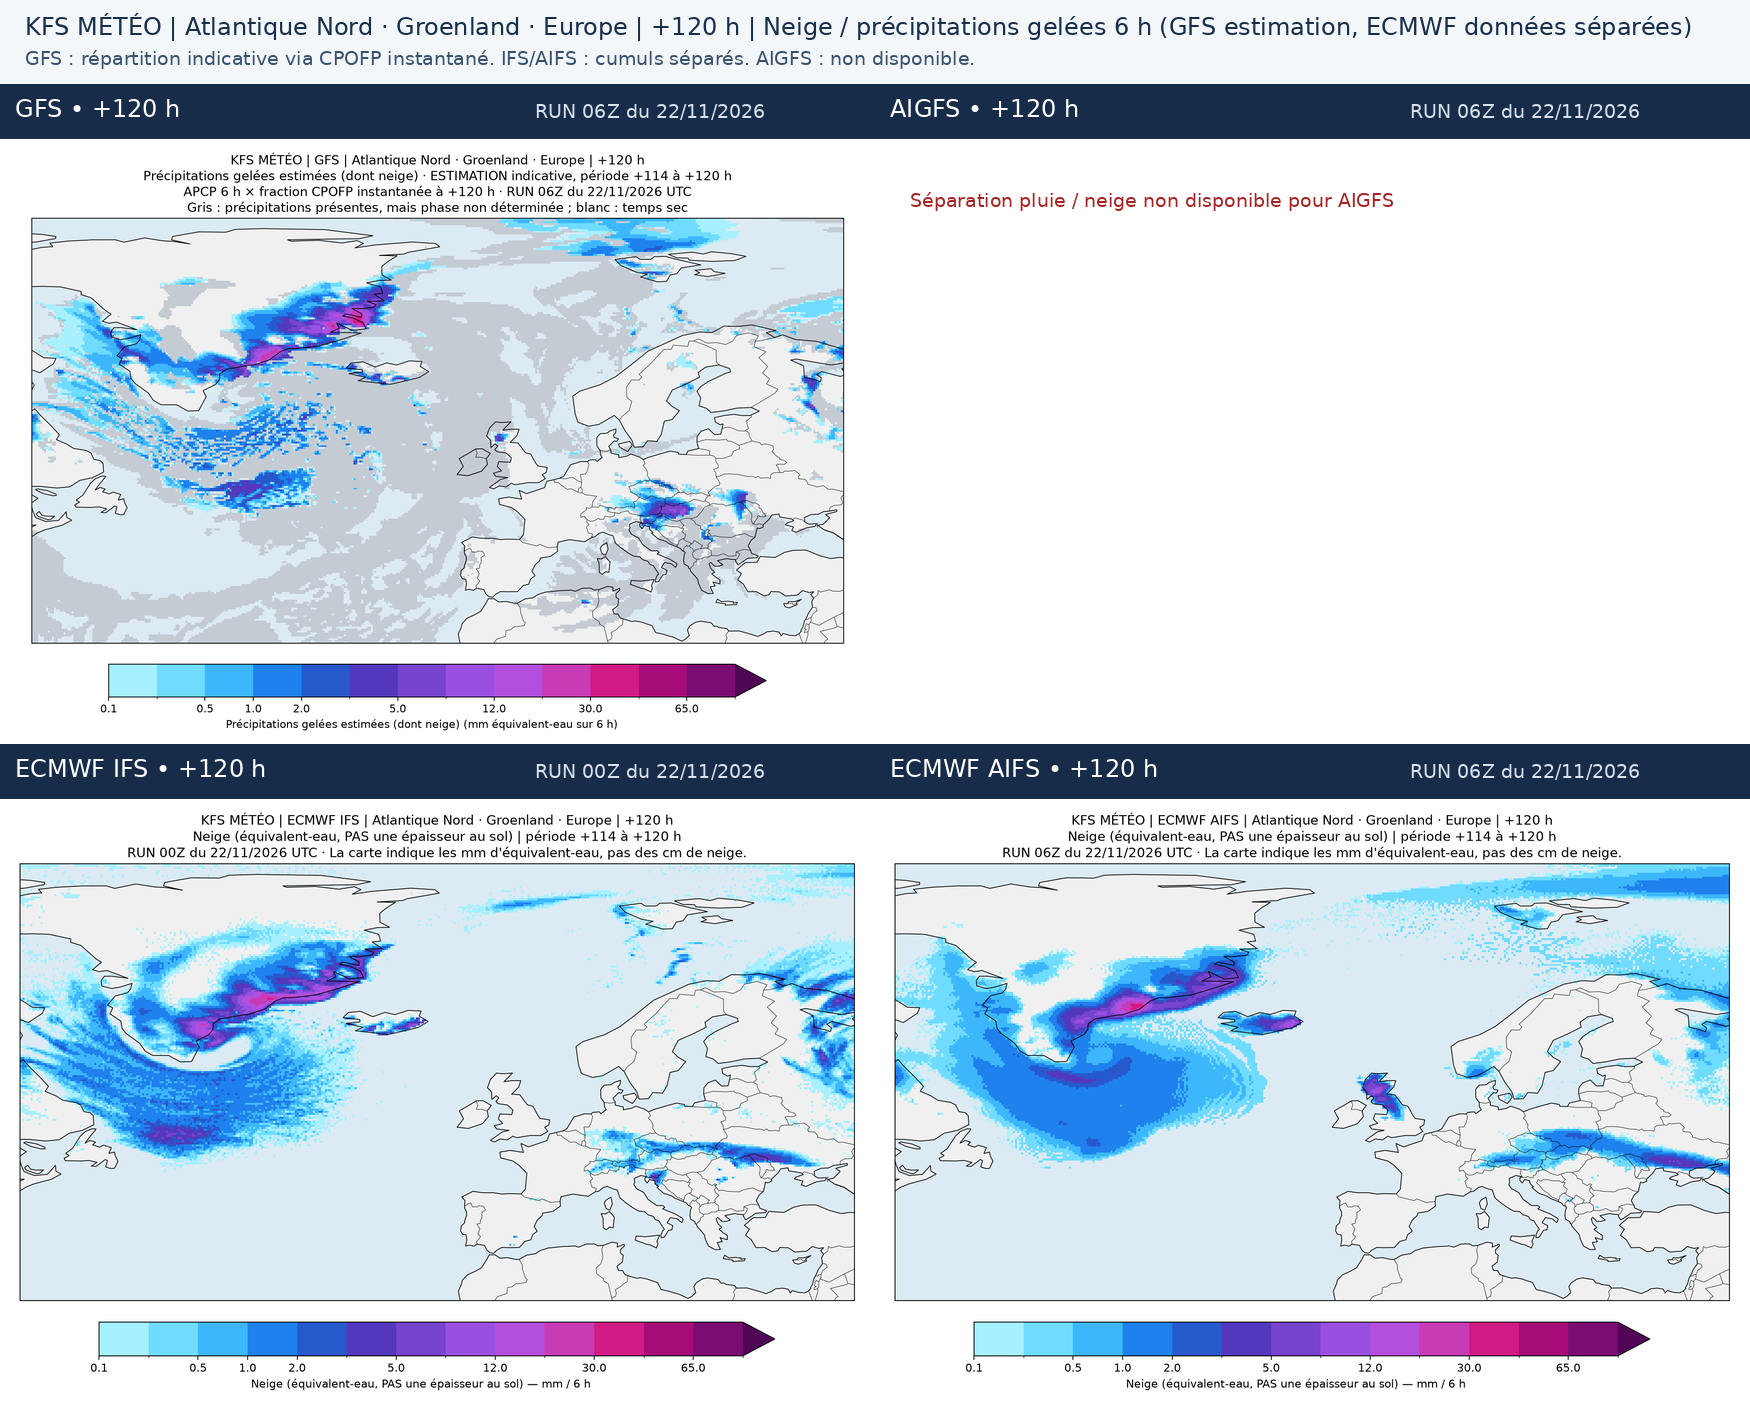 KFS MÉTÉO | Atlantique Nord · Groenland · Europe | +120 h | Neige / précipitations gelées 6 h (GFS estimation, ECMWF données séparées)
GFS : répartition indicative via CPOFP instantané. IFS/AIFS : cumuls séparés. AIGFS : non disponible.
GFS • +120 h
RUN 06Z du 22/11/2026
AIGFS • +120 h
RUN 06Z du 22/11/2026
KFS MÉTÉO | GFS | Atlantique Nord · Groenland · Europe | +120 h
Précipitations gelées estimées (dont neige) · ESTIMATION indicative, période +114 à +120 h
APCP 6 h × fraction CPOFP instantanée à +120 h · RUN 06Z du 22/11/2026 UTC
Gris : précipitations présentes, mais phase non déterminée ; blanc : temps sec
Séparation pluie / neige non disponible pour AIGFS
0.1 0.5 1.0 2.0 5.0 12.0 30.0 65.0
Précipitations gelées estimées (dont neige) (mm équivalent-eau sur 6 h)
ECMWF IFS • +120 h
RUN 00Z du 22/11/2026
ECMWF AIFS • +120 h
RUN 06Z du 22/11/2026
KFS MÉTÉO | ECMWF IFS | Atlantique Nord · Groenland · Europe | +120 h
Neige (équivalent-eau, PAS une épaisseur au sol) | période +114 à +120 h
RUN 00Z du 22/11/2026 UTC · La carte indique les mm d'équivalent-eau, pas des cm de neige.
KFS MÉTÉO | ECMWF AIFS | Atlantique Nord · Groenland · Europe | +120 h
Neige (équivalent-eau, PAS une épaisseur au sol) | période +114 à +120 h
RUN 06Z du 22/11/2026 UTC · La carte indique les mm d'équivalent-eau, pas des cm de neige.
0.1 0.5 1.0 2.0 5.0 12.0 30.0 65.0
Neige (équivalent-eau, PAS une épaisseur au sol) — mm / 6 h
0.1 0.5 1.0 2.0 5.0 12.0 30.0 65.0
Neige (équivalent-eau, PAS une épaisseur au sol) — mm / 6 h